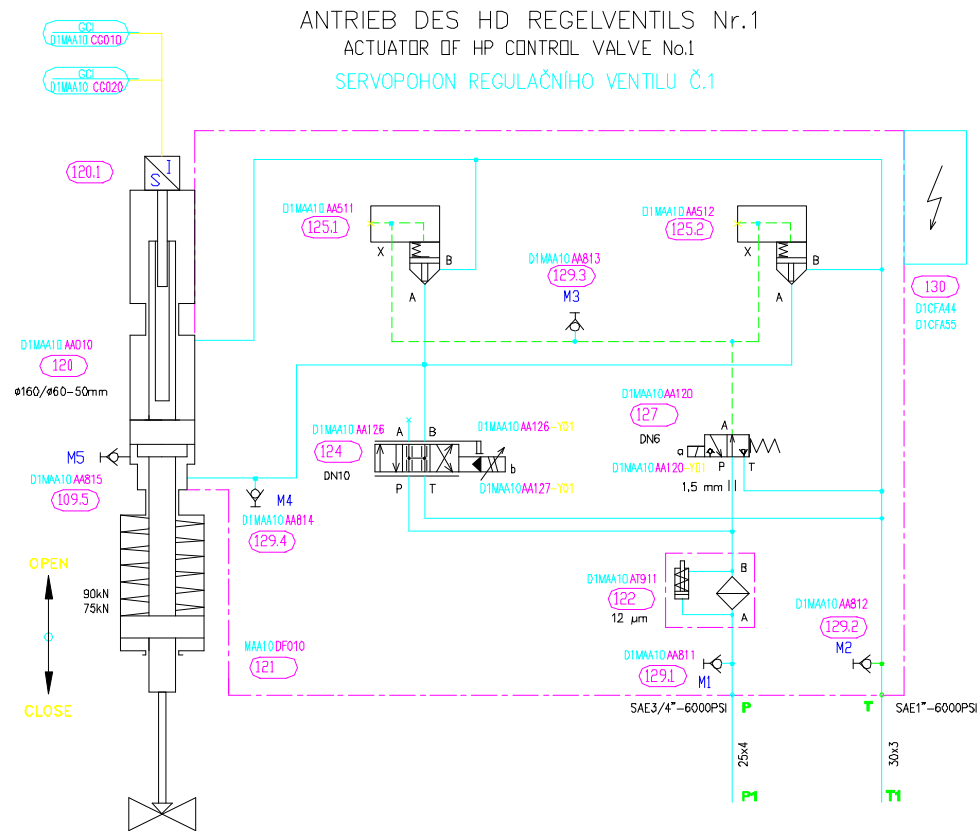 ANTRIEB DES HD REGELVENTILS Nr.1
ACTUATOR OF HP CONTROL VALVE No.1
SERVOPOHON REGULAČNÍHO VENTILU Č.1
GCI
D1MAA10 CG010
GCI
D1MAA10 CG020
120.1
I
S
D1MAA10 AA511
125.1
X
B
A
D1MAA10 AA512
125.2
X
B
A
D1MAA10 AA813
129.3
M3
130
D1CFA44
D1CFA55
D1MAA10 AA010
120
ø160/ø60-50mm
D1MAA10 AA126
124
DN10
A B
P T
b
D1MAA10 AA126-Y01
D1MAA10 AA127-Y01
D1MAA10 AA120
127
DN6
A
a
P T
D1MAA10 AA120-Y01
1,5 mm
M5
D1MAA10 AA815
109.5
M4
D1MAA10 AA814
129.4
OPEN
90kN
75kN
CLOSE
D1MAA10 AT911
122
12 µm
B
A
MAA10 DF010
121
D1MAA10 AA811
129.1
M1
D1MAA10 AA812
129.2
M2
SAE3/4"-6000PSI
P
T
SAE1"-6000PSI
25x4
30x3
P1
T1